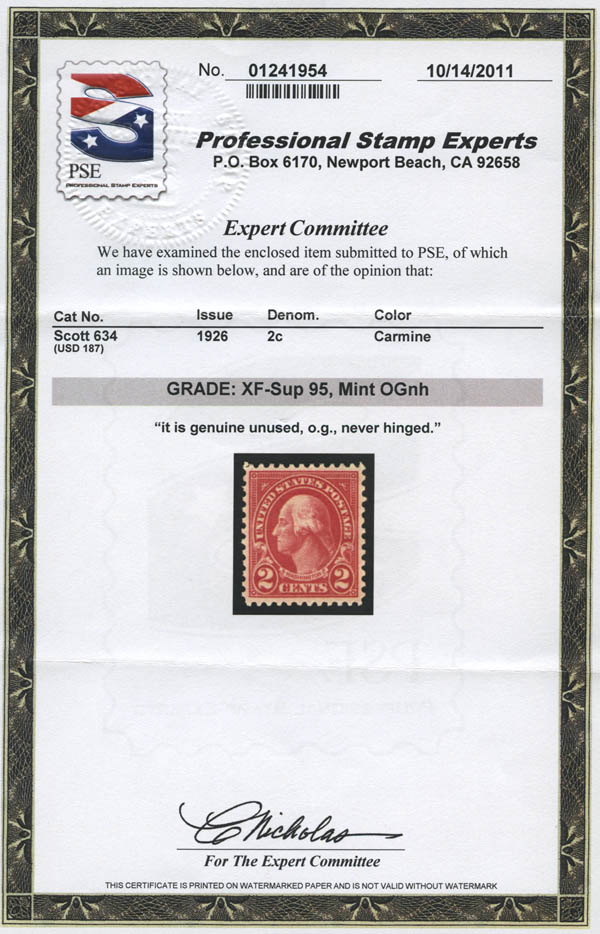 No. 01241954 10/14/2011
PSE
PROFESSIONAL STAMP EXPERTS
Professional Stamp Experts
P.O. Box 6170, Newport Beach, CA 92658
Expert Committee
We have examined the enclosed item submitted to PSE, of which
an image is shown below, and are of the opinion that:
Cat No. Issue Denom. Color
Scott 634 1926 2c Carmine
(USD 187)
GRADE: XF-Sup 95, Mint OGnh
“it is genuine unused, o.g., never hinged.”
UNITED STATES POSTAGE
WASHINGTON
2 CENTS 2
PSE
C Nicholas
For The Expert Committee
THIS CERTIFICATE IS PRINTED ON WATERMARKED PAPER AND IS NOT VALID WITHOUT WATERMARK